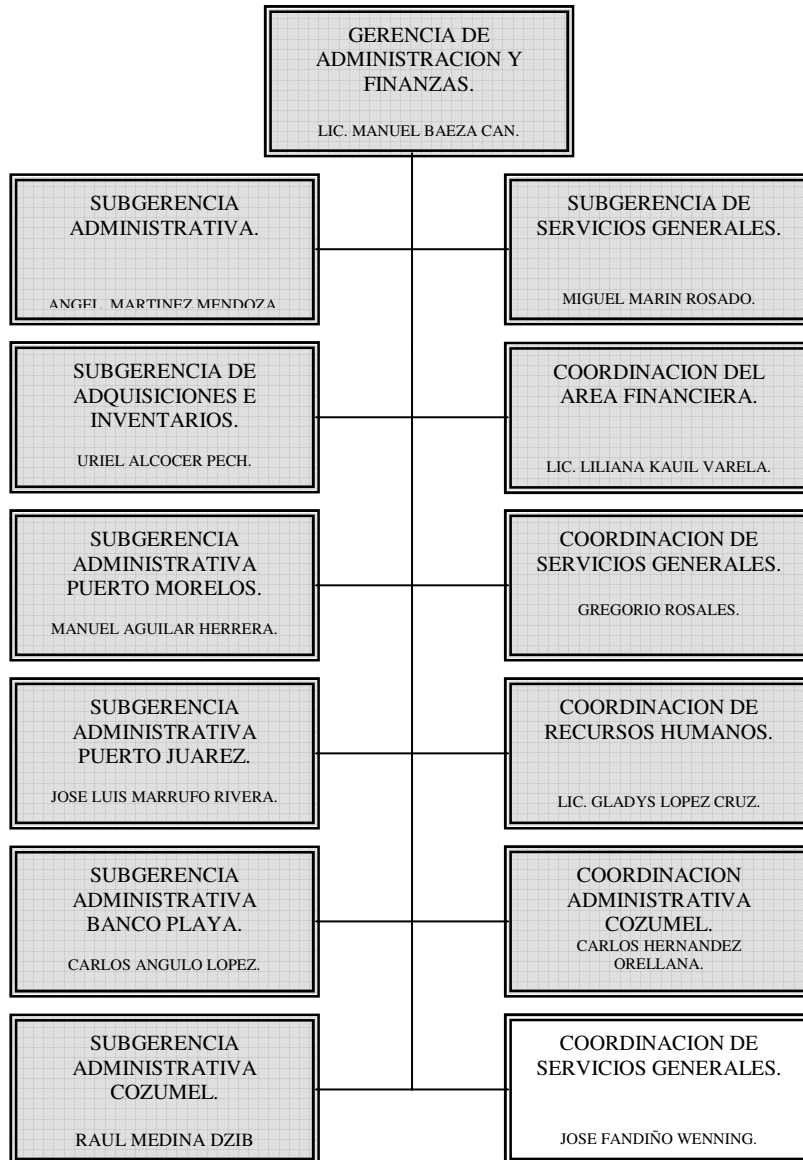 GERENCIA DE
ADMINISTRACION Y
FINANZAS.
LIC. MANUEL BAEZA CAN.
SUBGERENCIA
ADMINISTRATIVA.
ANGEL MARTINEZ MENDOZA
SUBGERENCIA DE
SERVICIOS GENERALES.
MIGUEL MARIN ROSADO.
SUBGERENCIA DE
ADQUISICIONES E
INVENTARIOS.
URIEL ALCOCER PECH.
COORDINACION DEL
AREA FINANCIERA.
LIC. LILIANA KAUIL VARELA.
SUBGERENCIA
ADMINISTRATIVA
PUERTO MORELOS.
MANUEL AGUILAR HERRERA.
COORDINACION DE
SERVICIOS GENERALES.
GREGORIO ROSALES.
SUBGERENCIA
ADMINISTRATIVA
PUERTO JUAREZ.
JOSE LUIS MARRUFO RIVERA.
COORDINACION DE
RECURSOS HUMANOS.
LIC. GLADYS LOPEZ CRUZ.
SUBGERENCIA
ADMINISTRATIVA
BANCO PLAYA.
CARLOS ANGULO LOPEZ.
COORDINACION
ADMINISTRATIVA
COZUMEL.
CARLOS HERNANDEZ
ORELLANA.
SUBGERENCIA
ADMINISTRATIVA
COZUMEL.
RAUL MEDINA DZIB
COORDINACION DE
SERVICIOS GENERALES.
JOSE FANDIÑO WENNING.